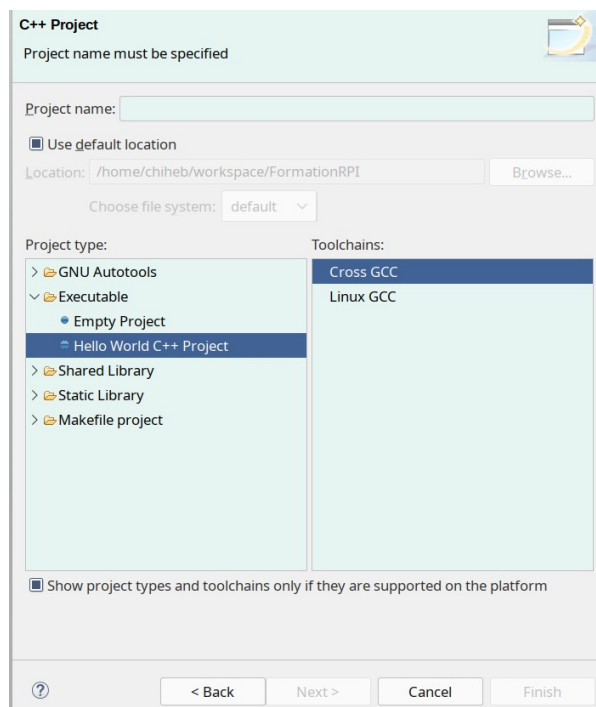 C++ Project
Project name must be specified
Project name:
Use default location
Location: /home/chiheb/workspace/FormationRPI Browse...
Choose file system: default
Project type: Toolchains:
GNU Autotools Cross GCC
Executable Linux GCC
Empty Project
Hello World C++ Project
Shared Library
Static Library
Makefile project
Show project types and toolchains only if they are supported on the platform
? < Back Next > Cancel Finish